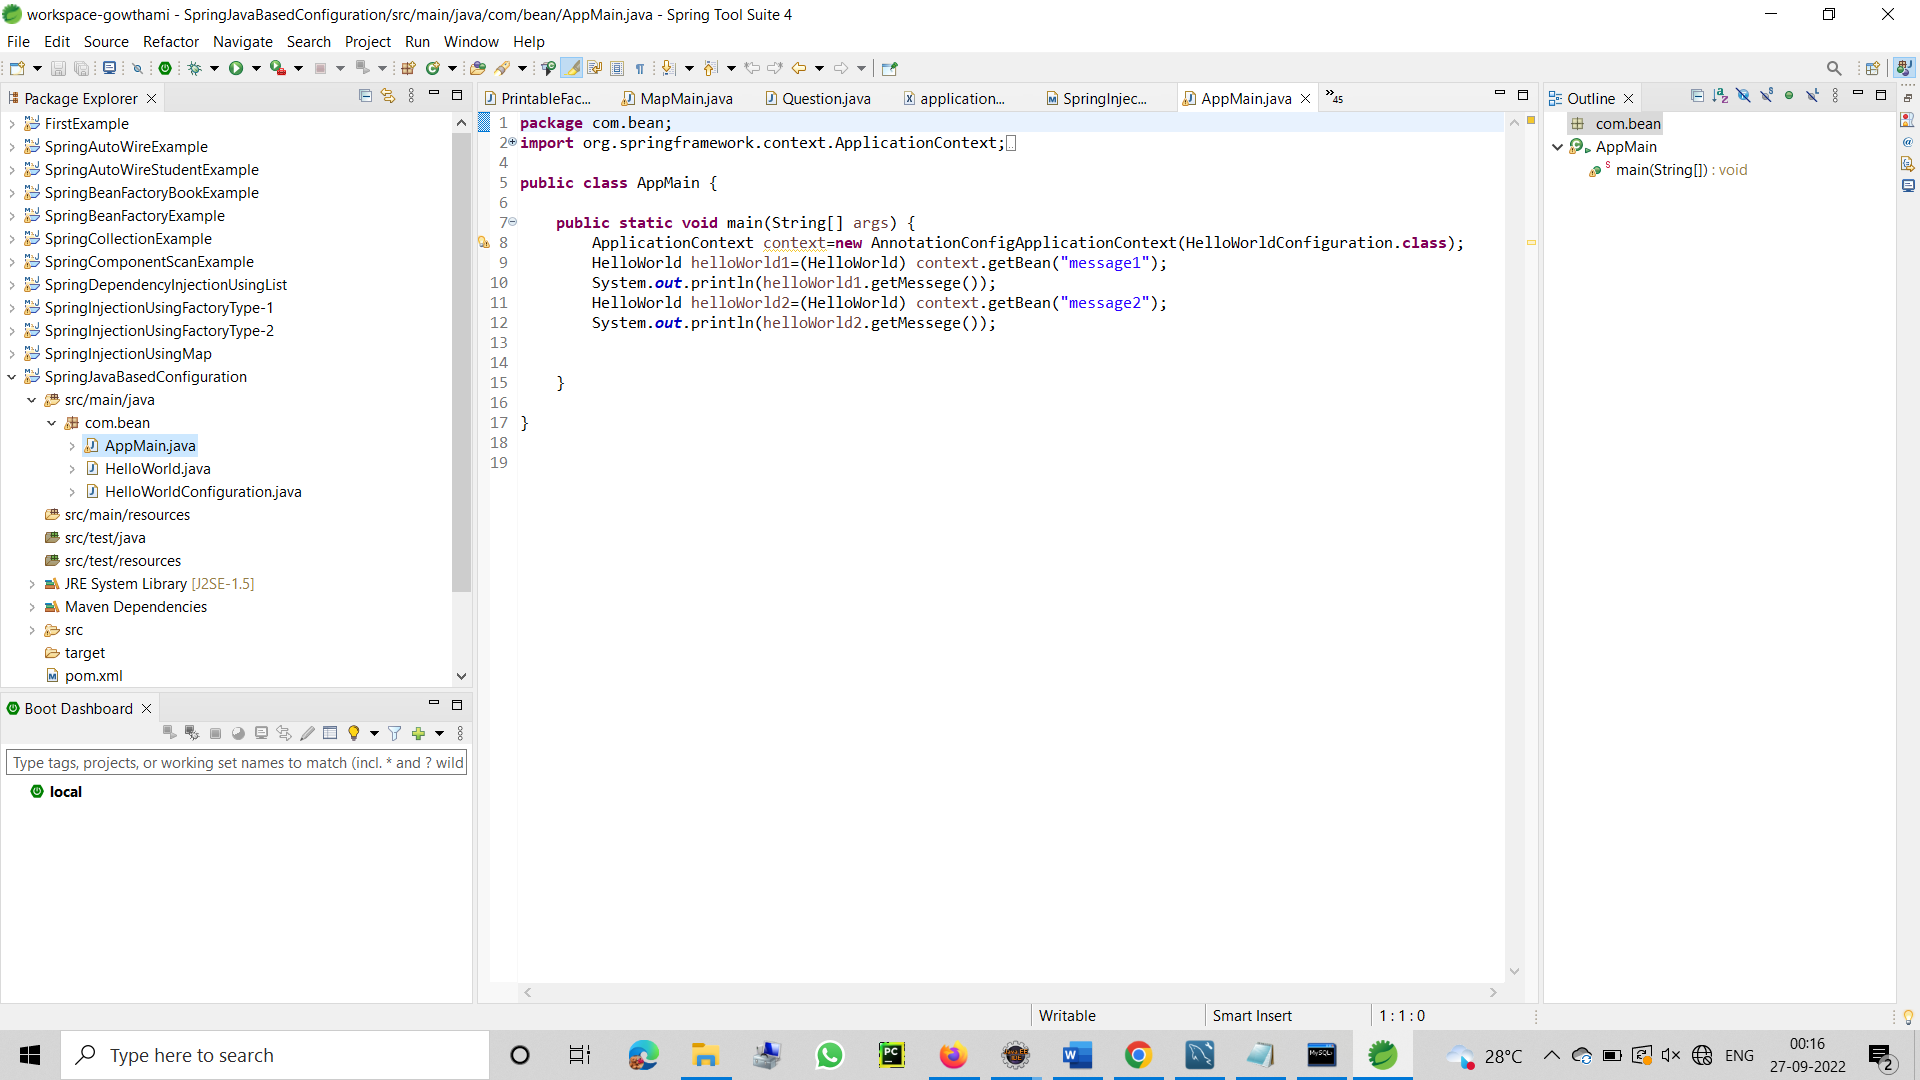 workspace-gowthami - SpringJavaBasedConfiguration/src/main/java/com/bean/AppMain.java - Spring Tool Suite 4
File Edit Source Refactor Navigate Search Project Run Window Help
Package Explorer
FirstExample
SpringAutoWireExample
SpringAutoWireStudentExample
SpringBeanFactoryBookExample
SpringBeanFactoryExample
SpringCollectionExample
SpringComponentScanExample
SpringDependencyInjectionUsingList
SpringInjectionUsingFactoryType-1
SpringInjectionUsingFactoryType-2
SpringInjectionUsingMap
SpringJavaBasedConfiguration
src/main/java
com.bean
AppMain.java
HelloWorld.java
HelloWorldConfiguration.java
src/main/resources
src/test/java
src/test/resources
JRE System Library [J2SE-1.5]
Maven Dependencies
src
target
pom.xml
Boot Dashboard
Type tags, projects, or working set names to match (incl. * and ? wild
local
PrintableFac... MapMain.java Question.java application... SpringInjec... AppMain.java »45
1 package com.bean;
2 import org.springframework.context.ApplicationContext;
4
5 public class AppMain {
6
7 public static void main(String[] args) {
8 ApplicationContext context=new AnnotationConfigApplicationContext(HelloWorldConfiguration.class);
9 HelloWorld helloWorld1=(HelloWorld) context.getBean("message1");
10 System.out.println(helloWorld1.getMessege());
11 HelloWorld helloWorld2=(HelloWorld) context.getBean("message2");
12 System.out.println(helloWorld2.getMessege());
13
14
15 }
16
17 }
18
19
Outline
com.bean
AppMain
main(String[]) : void
Writable Smart Insert 1 : 1 : 0
Type here to search
28°C ENG 00:16
27-09-2022
2